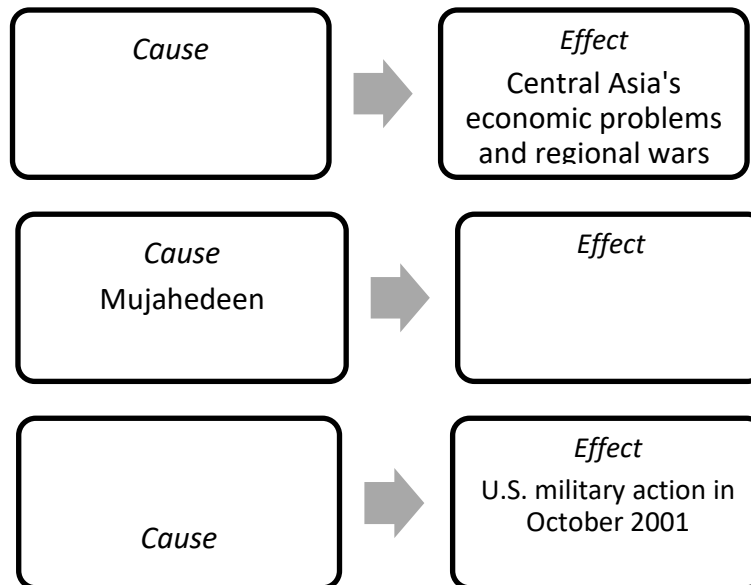 Cause
Effect
Central Asia's
economic problems
and regional wars
Cause
Mujahedeen
Effect
Cause
Effect
U.S. military action in
October 2001